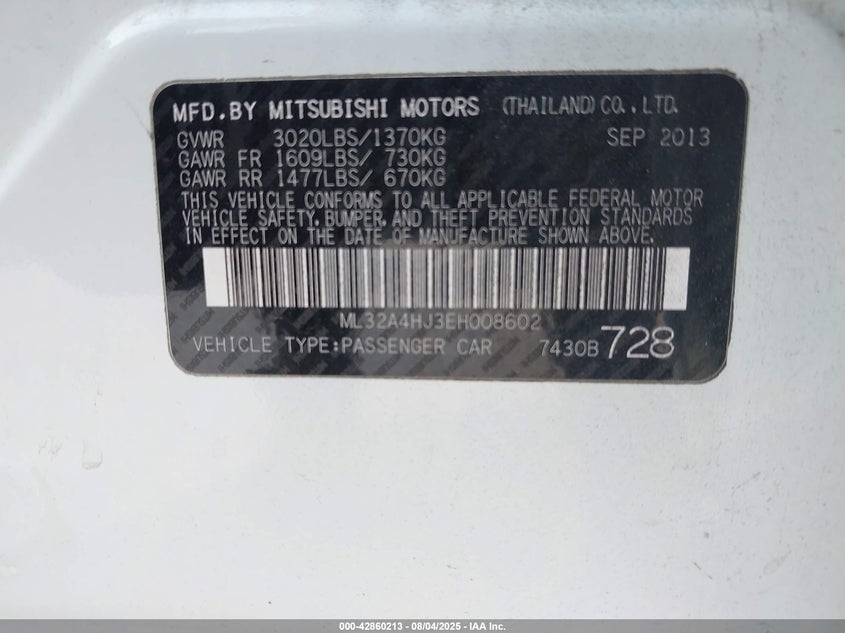 MFD.BY MITSUBISHI MOTORS (THAILAND) CO.,LTD.
GVWR 3020LBS/1370KG SEP 2013
GAWR FR 1609LBS/ 730KG
GAWR RR 1477LBS/ 670KG
THIS VEHICLE CONFORMS TO ALL APPLICABLE FEDERAL MOTOR
VEHICLE SAFETY, BUMPER, AND THEFT PREVENTION STANDARDS
IN EFFECT ON THE DATE OF MANUFACTURE SHOWN ABOVE.
ML32A4HJ3EH008602
VEHICLE TYPE:PASSENGER CAR 7430B 728
000-42860213 - 08/04/2025 - IAA Inc.